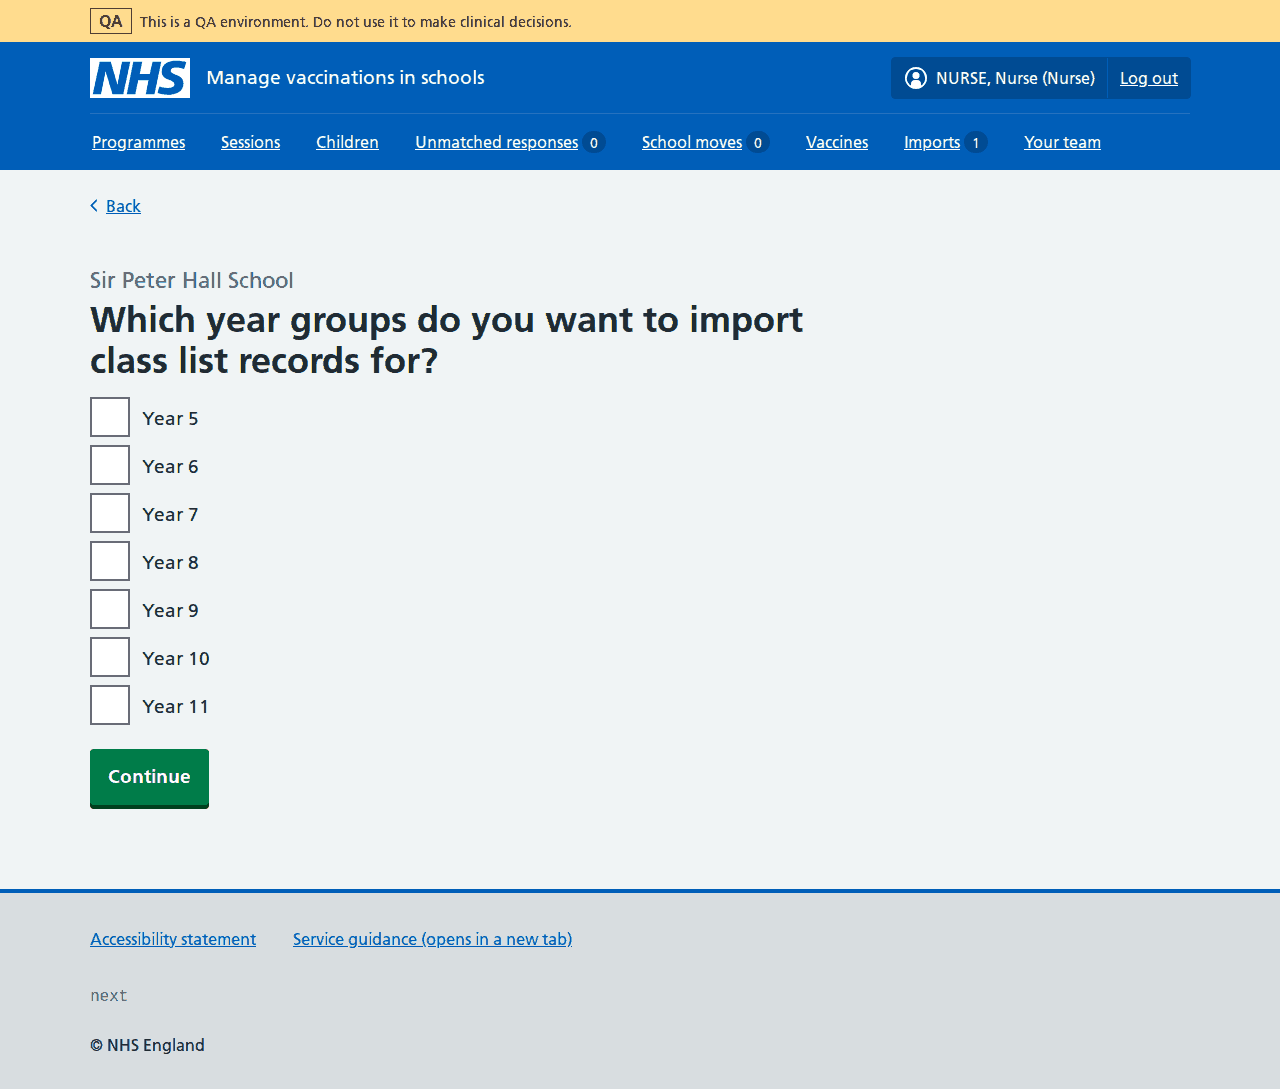 QA This is a QA environment. Do not use it to make clinical decisions.
NHS Manage vaccinations in schools NURSE, Nurse (Nurse) Log out
Programmes Sessions Children Unmatched responses 0 School moves 0 Vaccines Imports 1 Your team
Back
Sir Peter Hall School
Which year groups do you want to import
class list records for?
Year 5
Year 6
Year 7
Year 8
Year 9
Year 10
Year 11
Continue
Accessibility statement Service guidance (opens in a new tab)
next
© NHS England